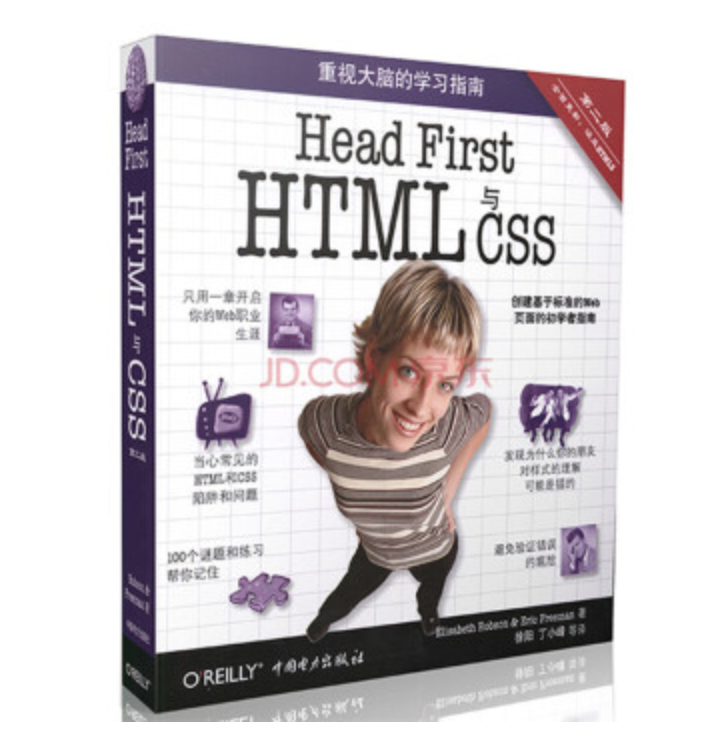 重视大脑的学习指南
第二版
Head First
HTML与CSS
只用一章开启
你的Web职业
生涯
创建基于标准的Web
页面的初学者指南
JD.COM 京东
当心常见的
HTML和CSS
陷阱和问题
发现为什么你的朋友
对样式的理解
可能是错的
100个谜题和练习
帮你记住
避免验证错误
的尴尬
Elisabeth Robson & Eric Freeman 著
徐阳 丁小峰 等译
O'REILLY® 中国电力出版社
Head
First
HTML与CSS
第二版
O'REILLY